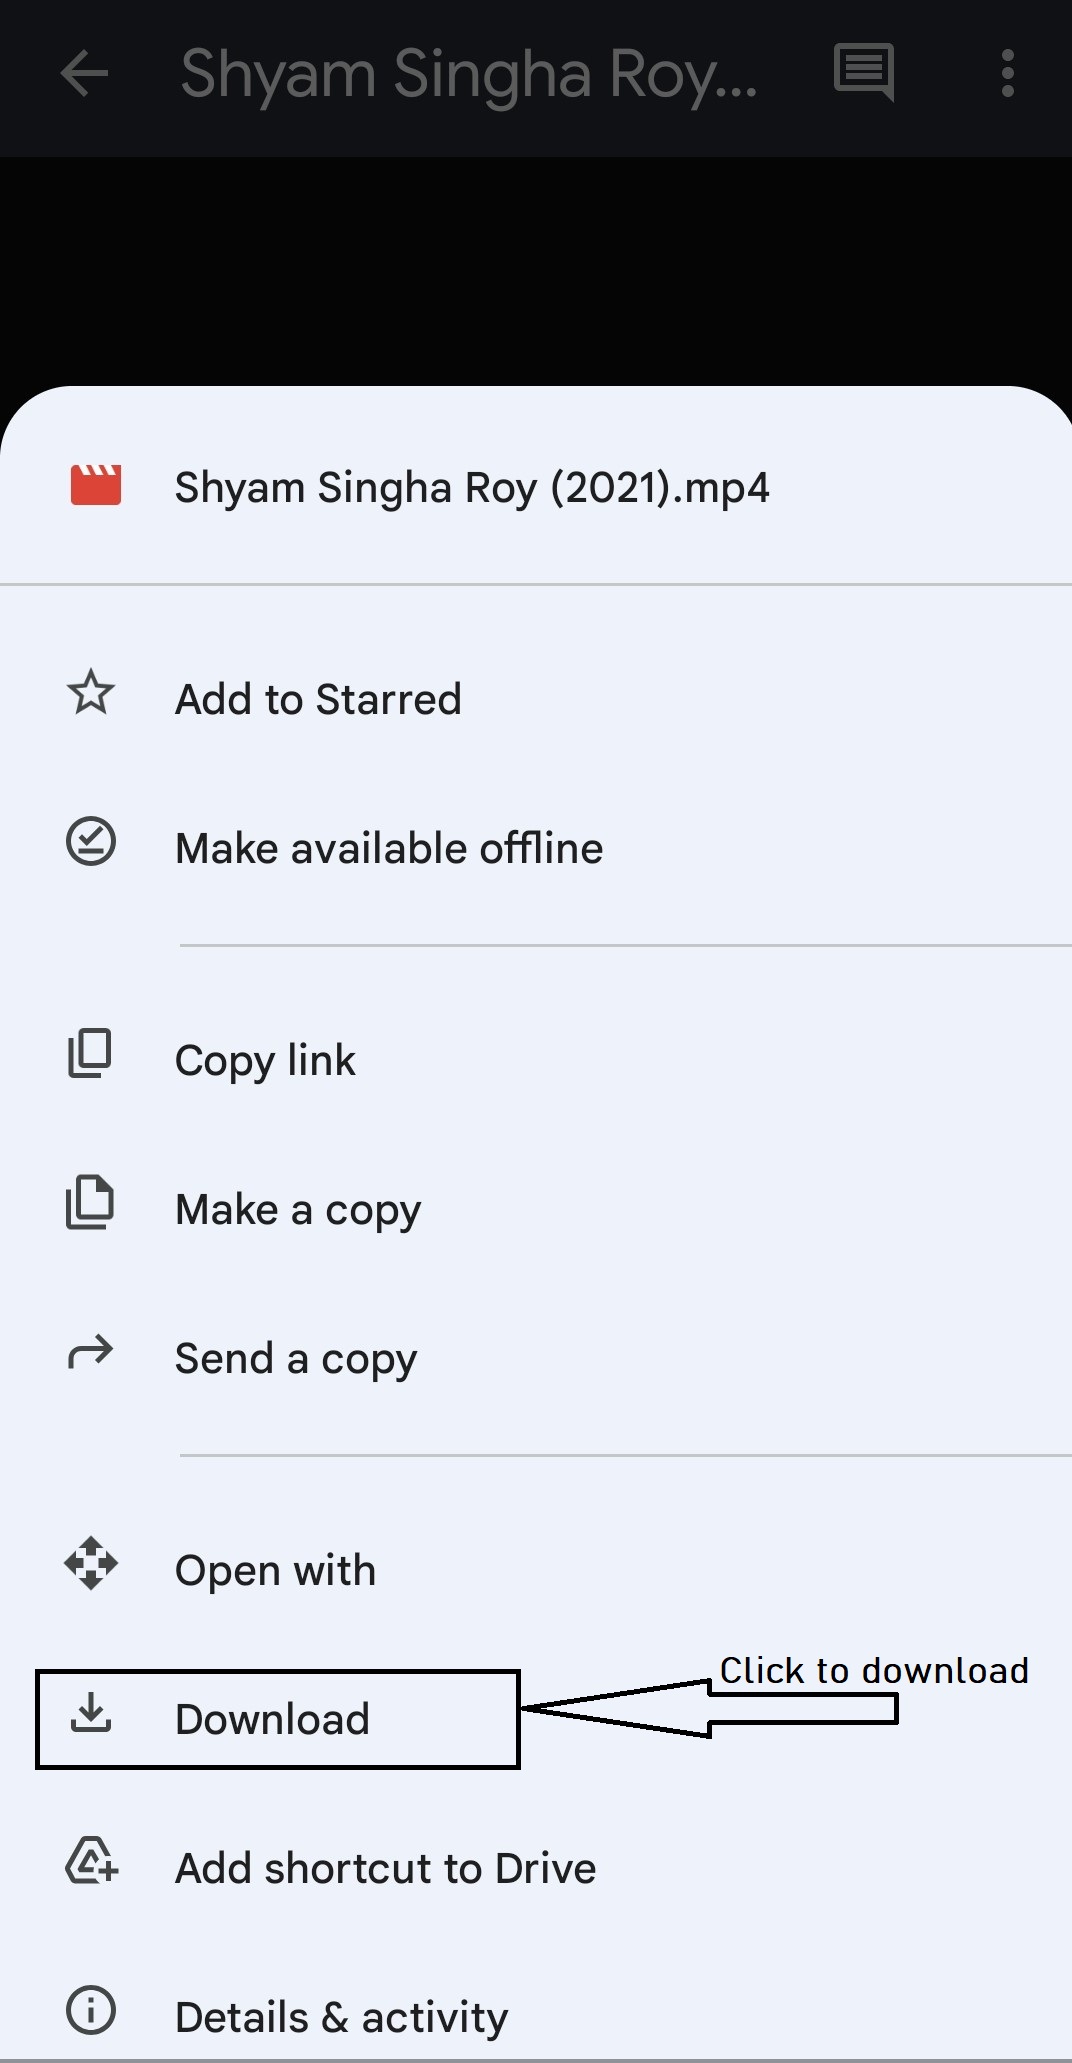 Shyam Singha Roy...
Shyam Singha Roy (2021).mp4
Add to Starred
Make available offline
Copy link
Make a copy
Send a copy
Open with
Click to download
Download
Add shortcut to Drive
Details & activity